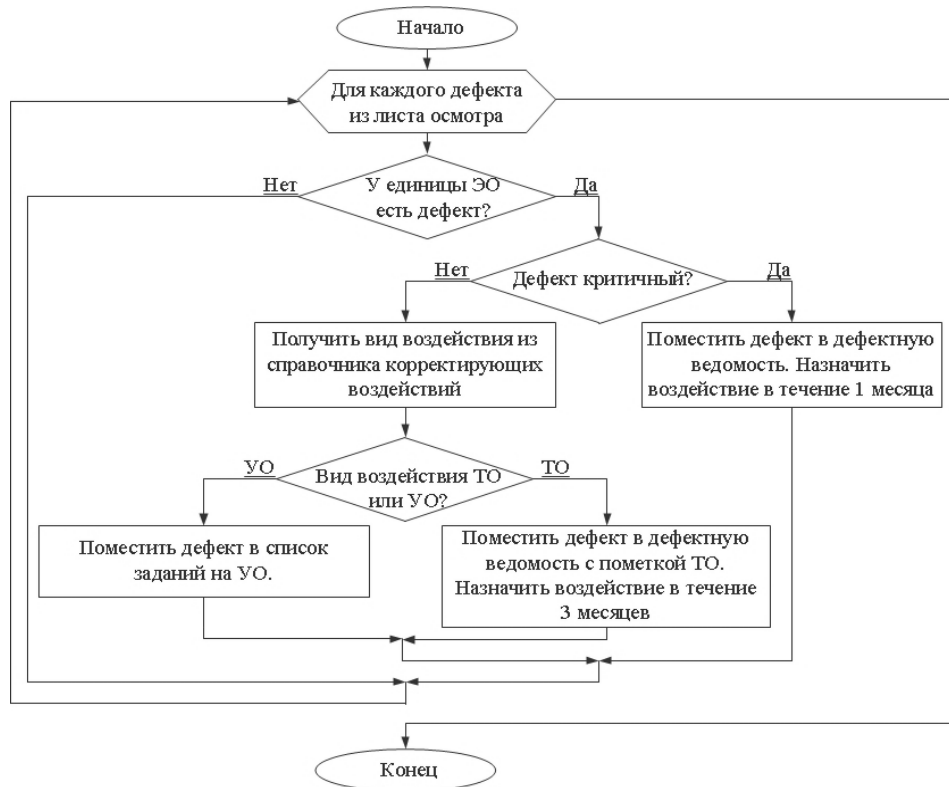 Начало
Для каждого дефекта
из листа осмотра
Нет
У единицы ЭО
есть дефект?
Да
Нет
Дефект критичный?
Да
Получить вид воздействия из
справочника корректирующих
воздействий
Поместить дефект в дефектную
ведомость. Назначить
воздействие в течение 1 месяца
УО
Вид воздействия ТО
или УО?
ТО
Поместить дефект в список
заданий на УО.
Поместить дефект в дефектную
ведомость с пометкой ТО.
Назначить воздействие в течение
3 месяцев
Конец